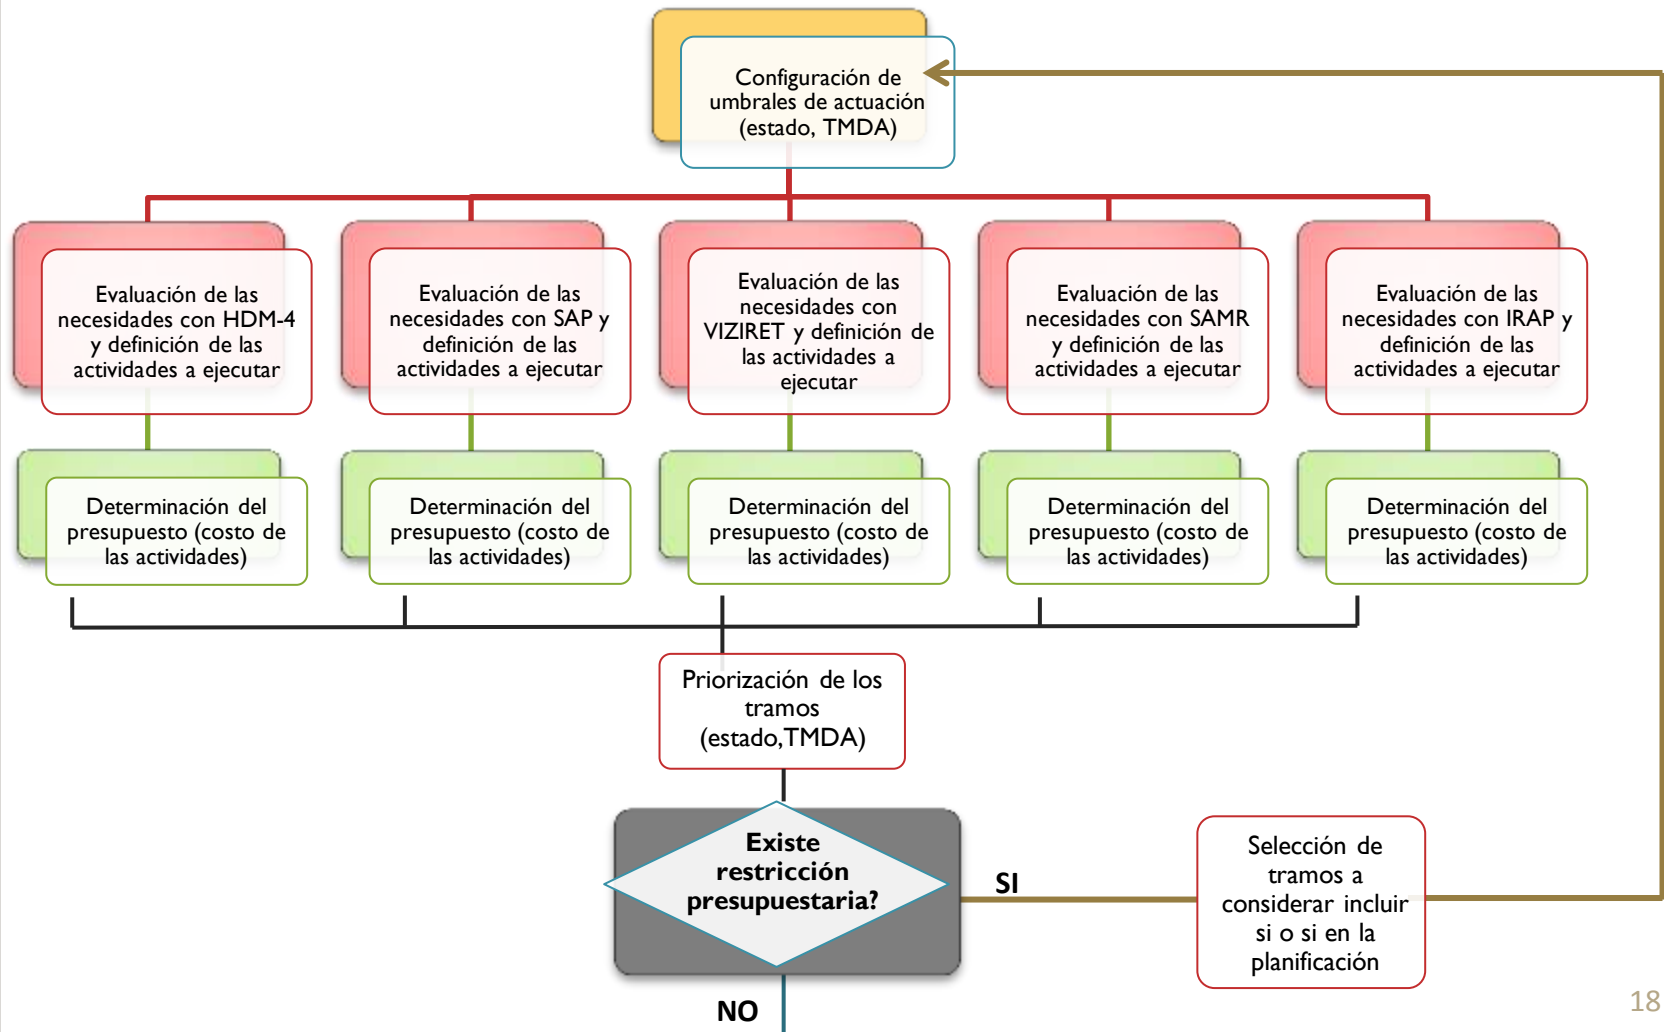 Configuración de
umbrales de actuación
(estado, TMDA)
Evaluación de las
necesidades con HDM-4
y definición de las
actividades a ejecutar
Evaluación de las
necesidades con SAP y
definición de las
actividades a ejecutar
Evaluación de las
necesidades con
VIZIRET y definición de
las actividades a
ejecutar
Evaluación de las
necesidades con SAMR
y definición de las
actividades a ejecutar
Evaluación de las
necesidades con IRAP y
definición de las
actividades a ejecutar
Determinación del
presupuesto (costo de
las actividades)
Determinación del
presupuesto (costo de
las actividades)
Determinación del
presupuesto (costo de
las actividades)
Determinación del
presupuesto (costo de
las actividades)
Determinación del
presupuesto (costo de
las actividades)
Priorización de los
tramos
(estado,TMDA)
Existe
restricción
presupuestaria?
SI
Selección de
tramos a
considerar incluir
si o si en la
planificación
NO
18